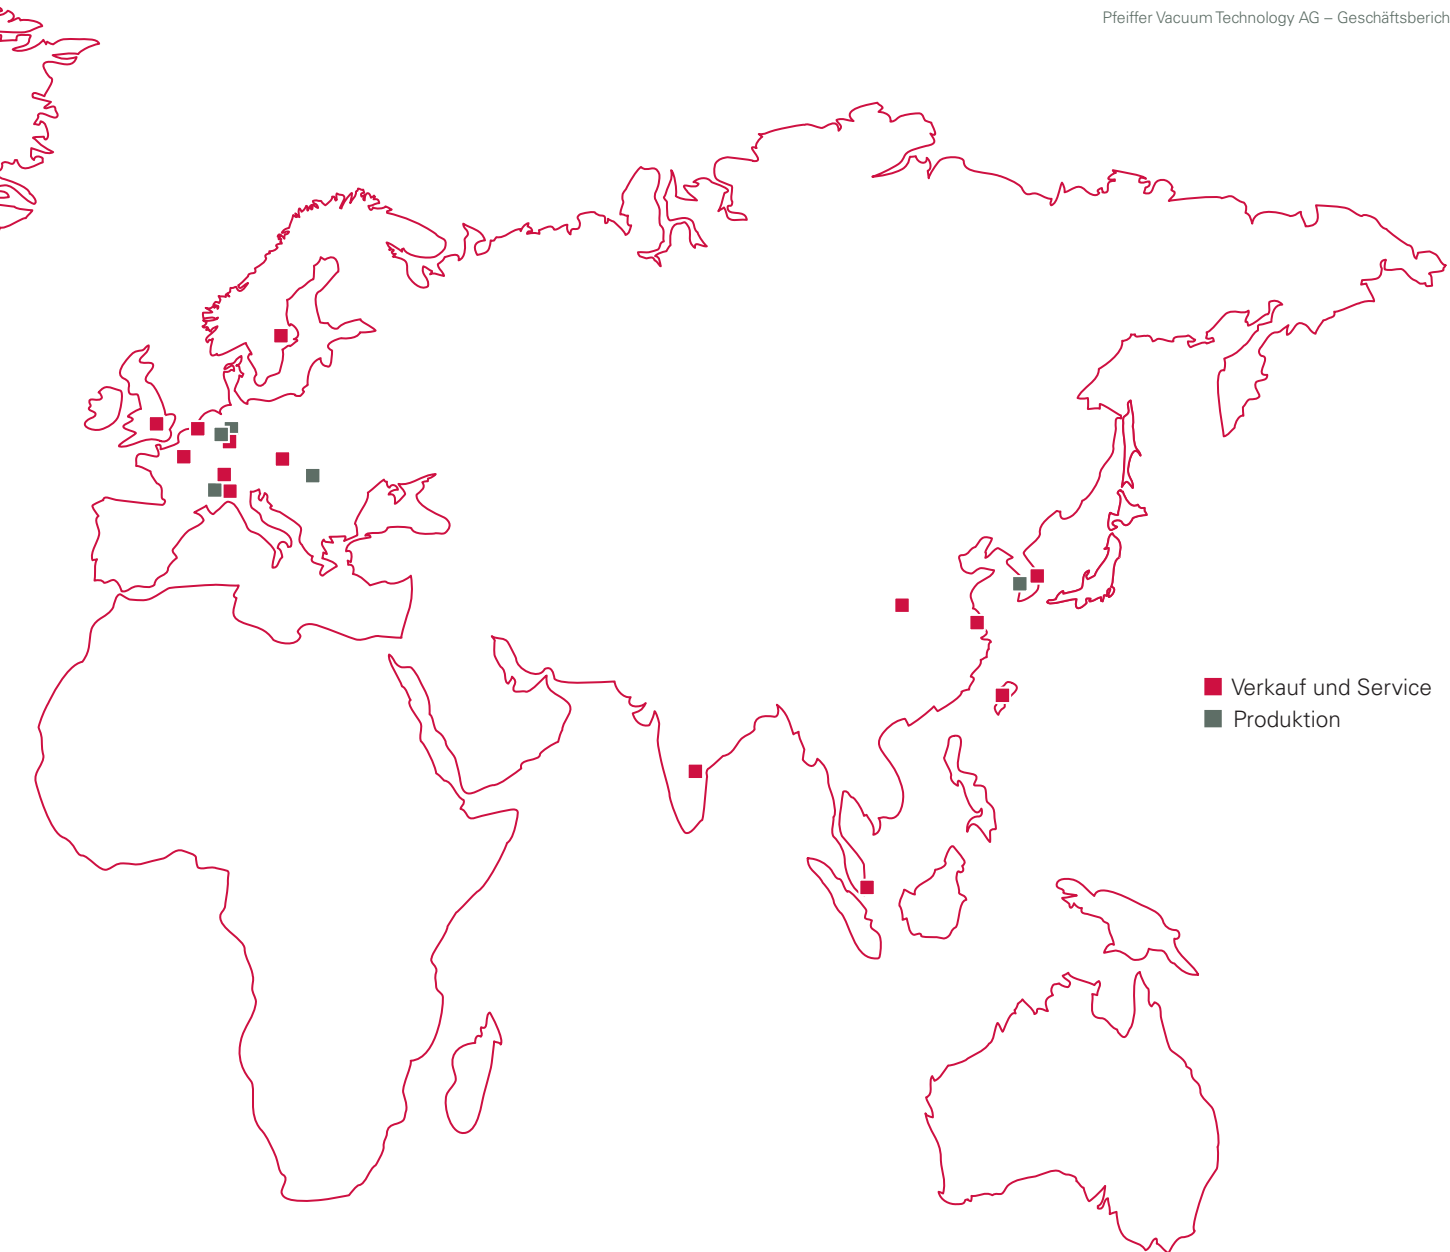 Pfeiffer Vacuum Technology AG – Geschäftsberich
Verkauf und Service
Produktion